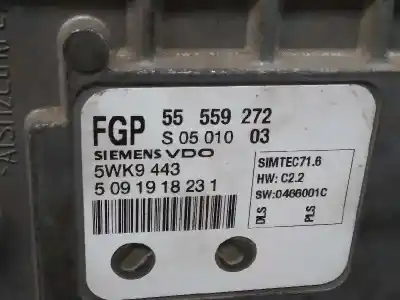 FGP 55 559 272
S 05 010 03
SIEMENS VDO
5WK9 443
5 09 19 18 23 1
SIMTEC71.6
HW: C2.2
SW:0466001C
DLS PLS